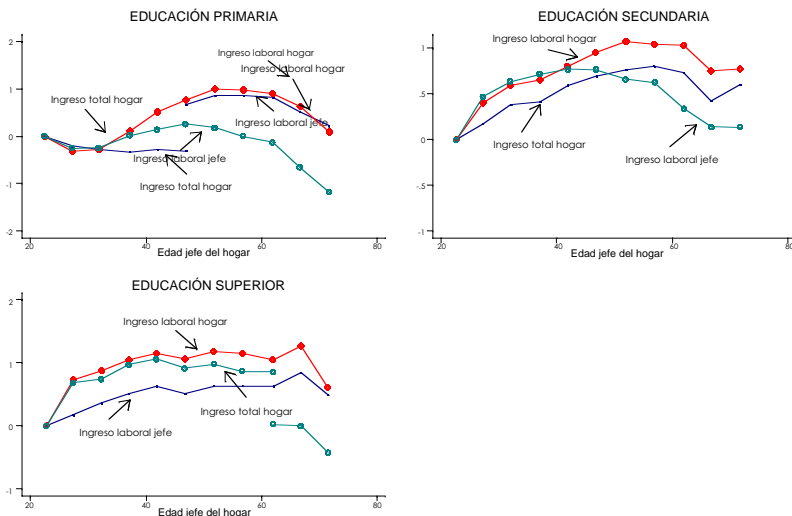 EDUCACIÓN PRIMARIA
2
1
0
-1
-2
Ingreso laboral hogar
Ingreso laboral hogar
Ingreso total hogar
Ingreso laboral jefe
Ingreso laboral jefe
Ingreso total hogar
20
40
60
80
Edad jefe del hogar
EDUCACIÓN SECUNDARIA
1
.5
0
-.5
-1
Ingreso laboral hogar
Ingreso total hogar
Ingreso laboral jefe
20
40
60
80
Edad jefe del hogar
EDUCACIÓN SUPERIOR
2
1
0
-1
Ingreso laboral hogar
Ingreso total hogar
Ingreso laboral jefe
20
40
60
80
Edad jefe del hogar